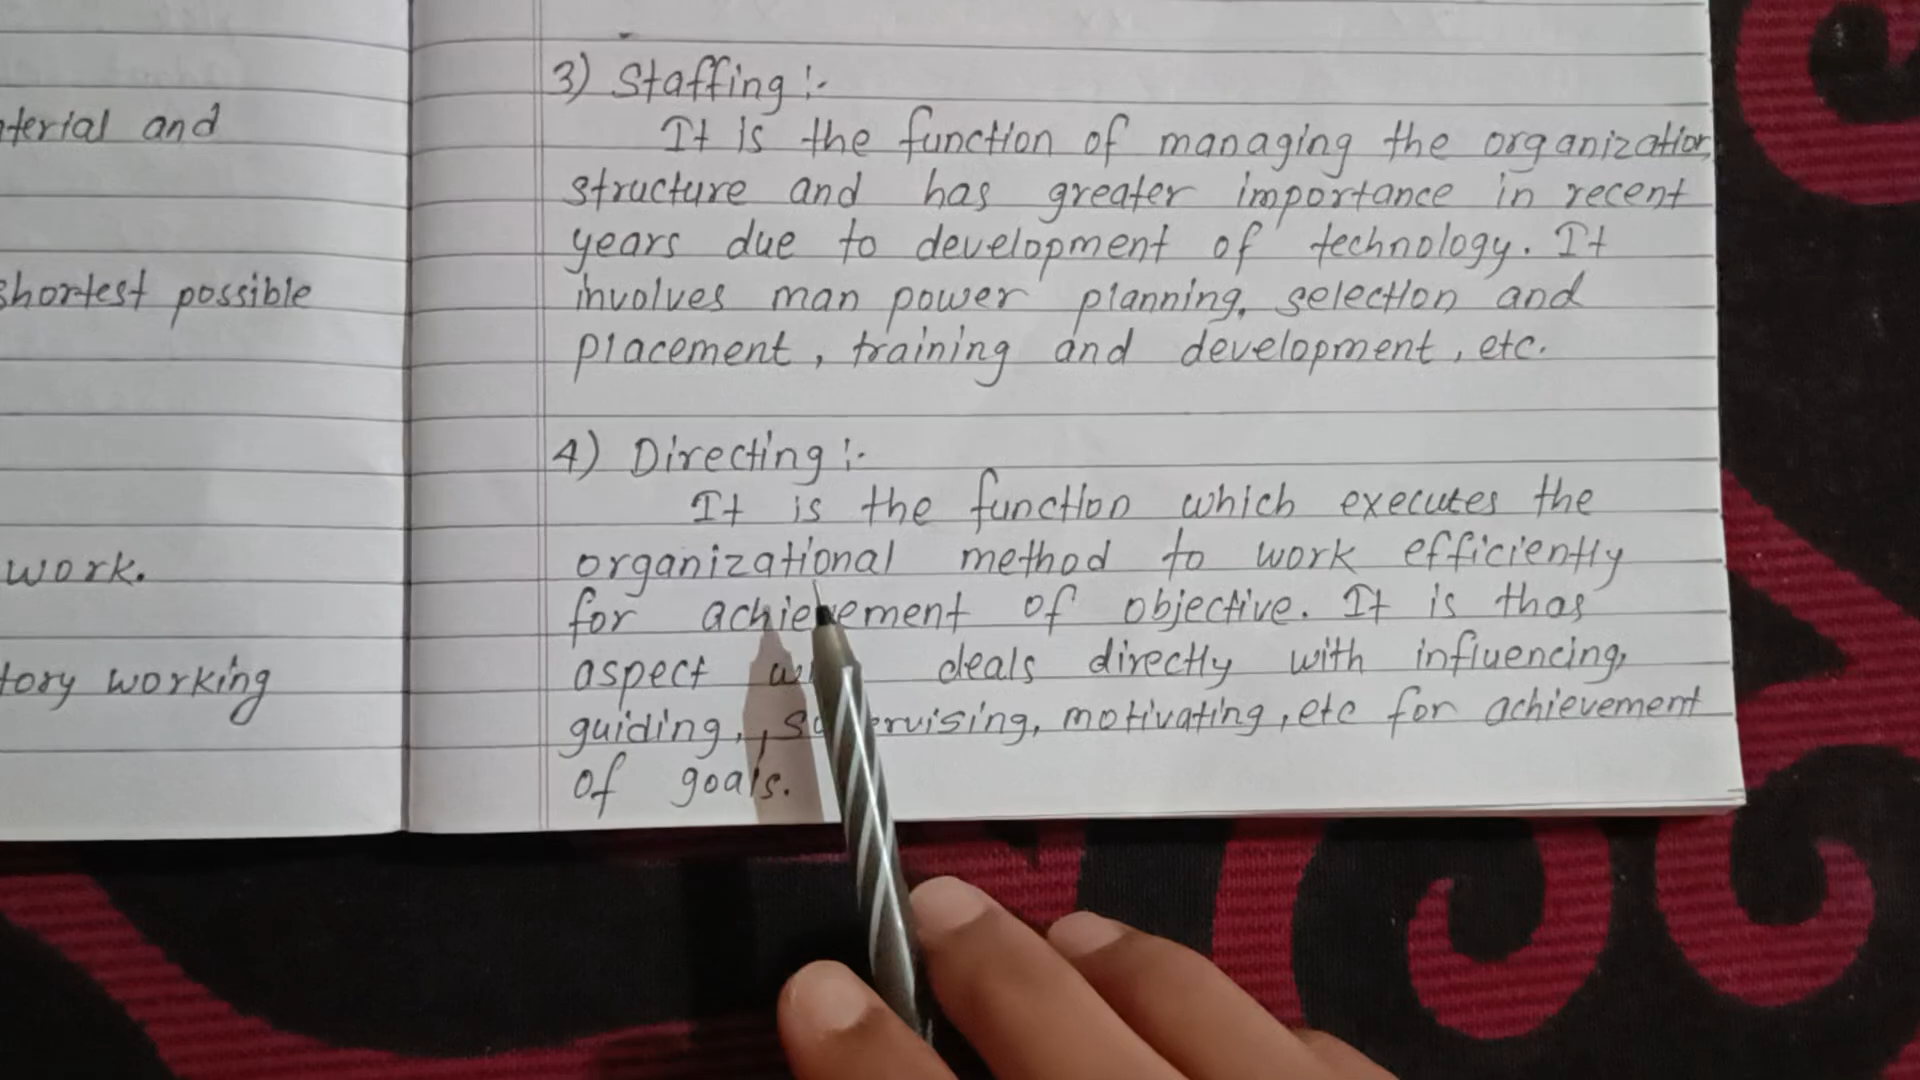 terial and
shortest possible
work.
tory working
3) Staffing :-
It is the function of managing the organization
structure and has greater importance in recent
years due to development of technology. It
involves man power planning, selection and
placement, training and development, etc.
4) Directing :-
It is the function which executes the
organizational method to work efficiently
for achievement of objective. It is thas
aspect deals directly with influencing,
guiding, , supervising, motivating, etc for achievement
of goals.